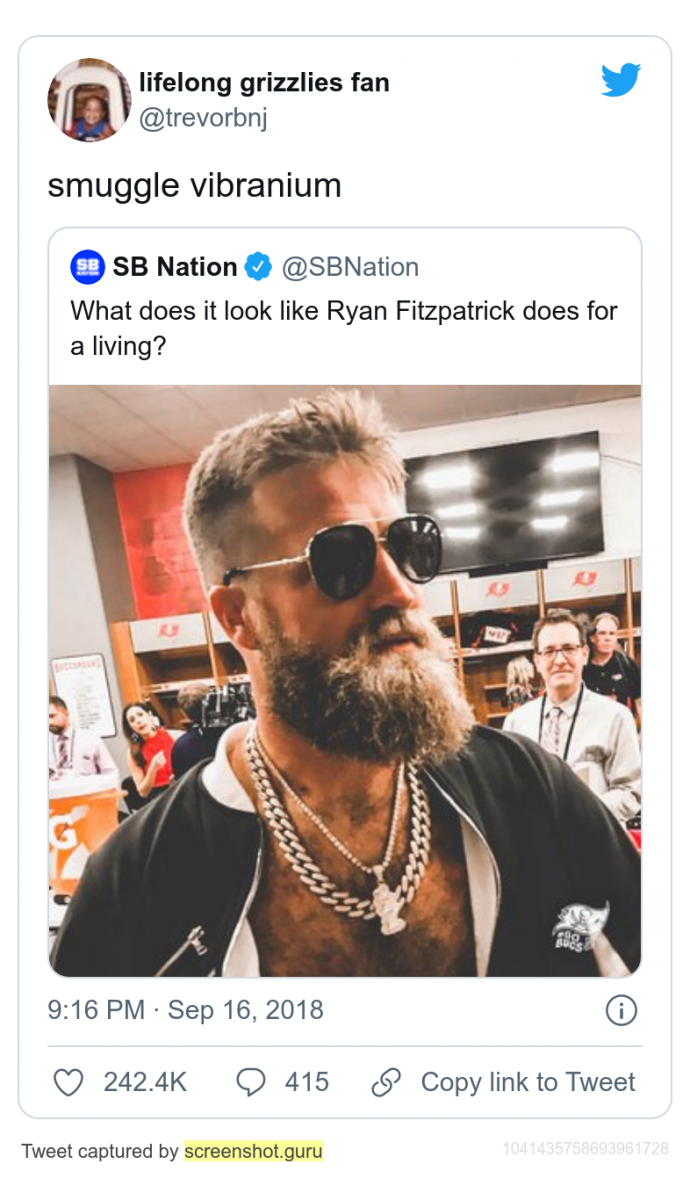 lifelong grizzlies fan
@trevorbnj
smuggle vibranium
SB Nation @SBNation
What does it look like Ryan Fitzpatrick does for
a living?
BUCCANEERS
G
#GO
BUCS
9:16 PM · Sep 16, 2018
242.4K 415 Copy link to Tweet
Tweet captured by screenshot.guru 1041435758693961728